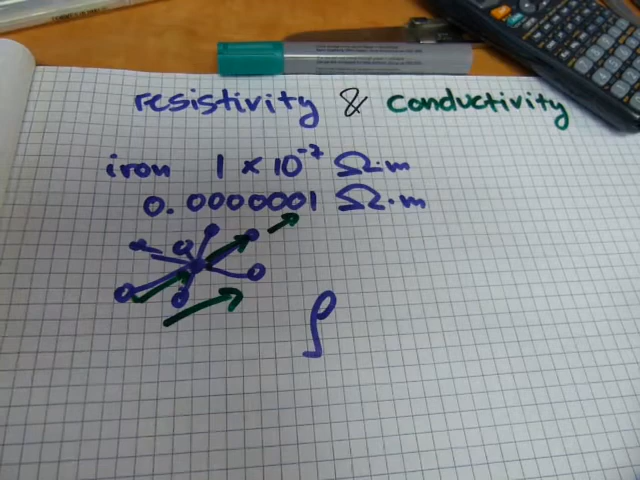 resistivity & conductivity
iron 1 × 10⁻⁷ Ω·m
0.0000001 Ω·m
ρ